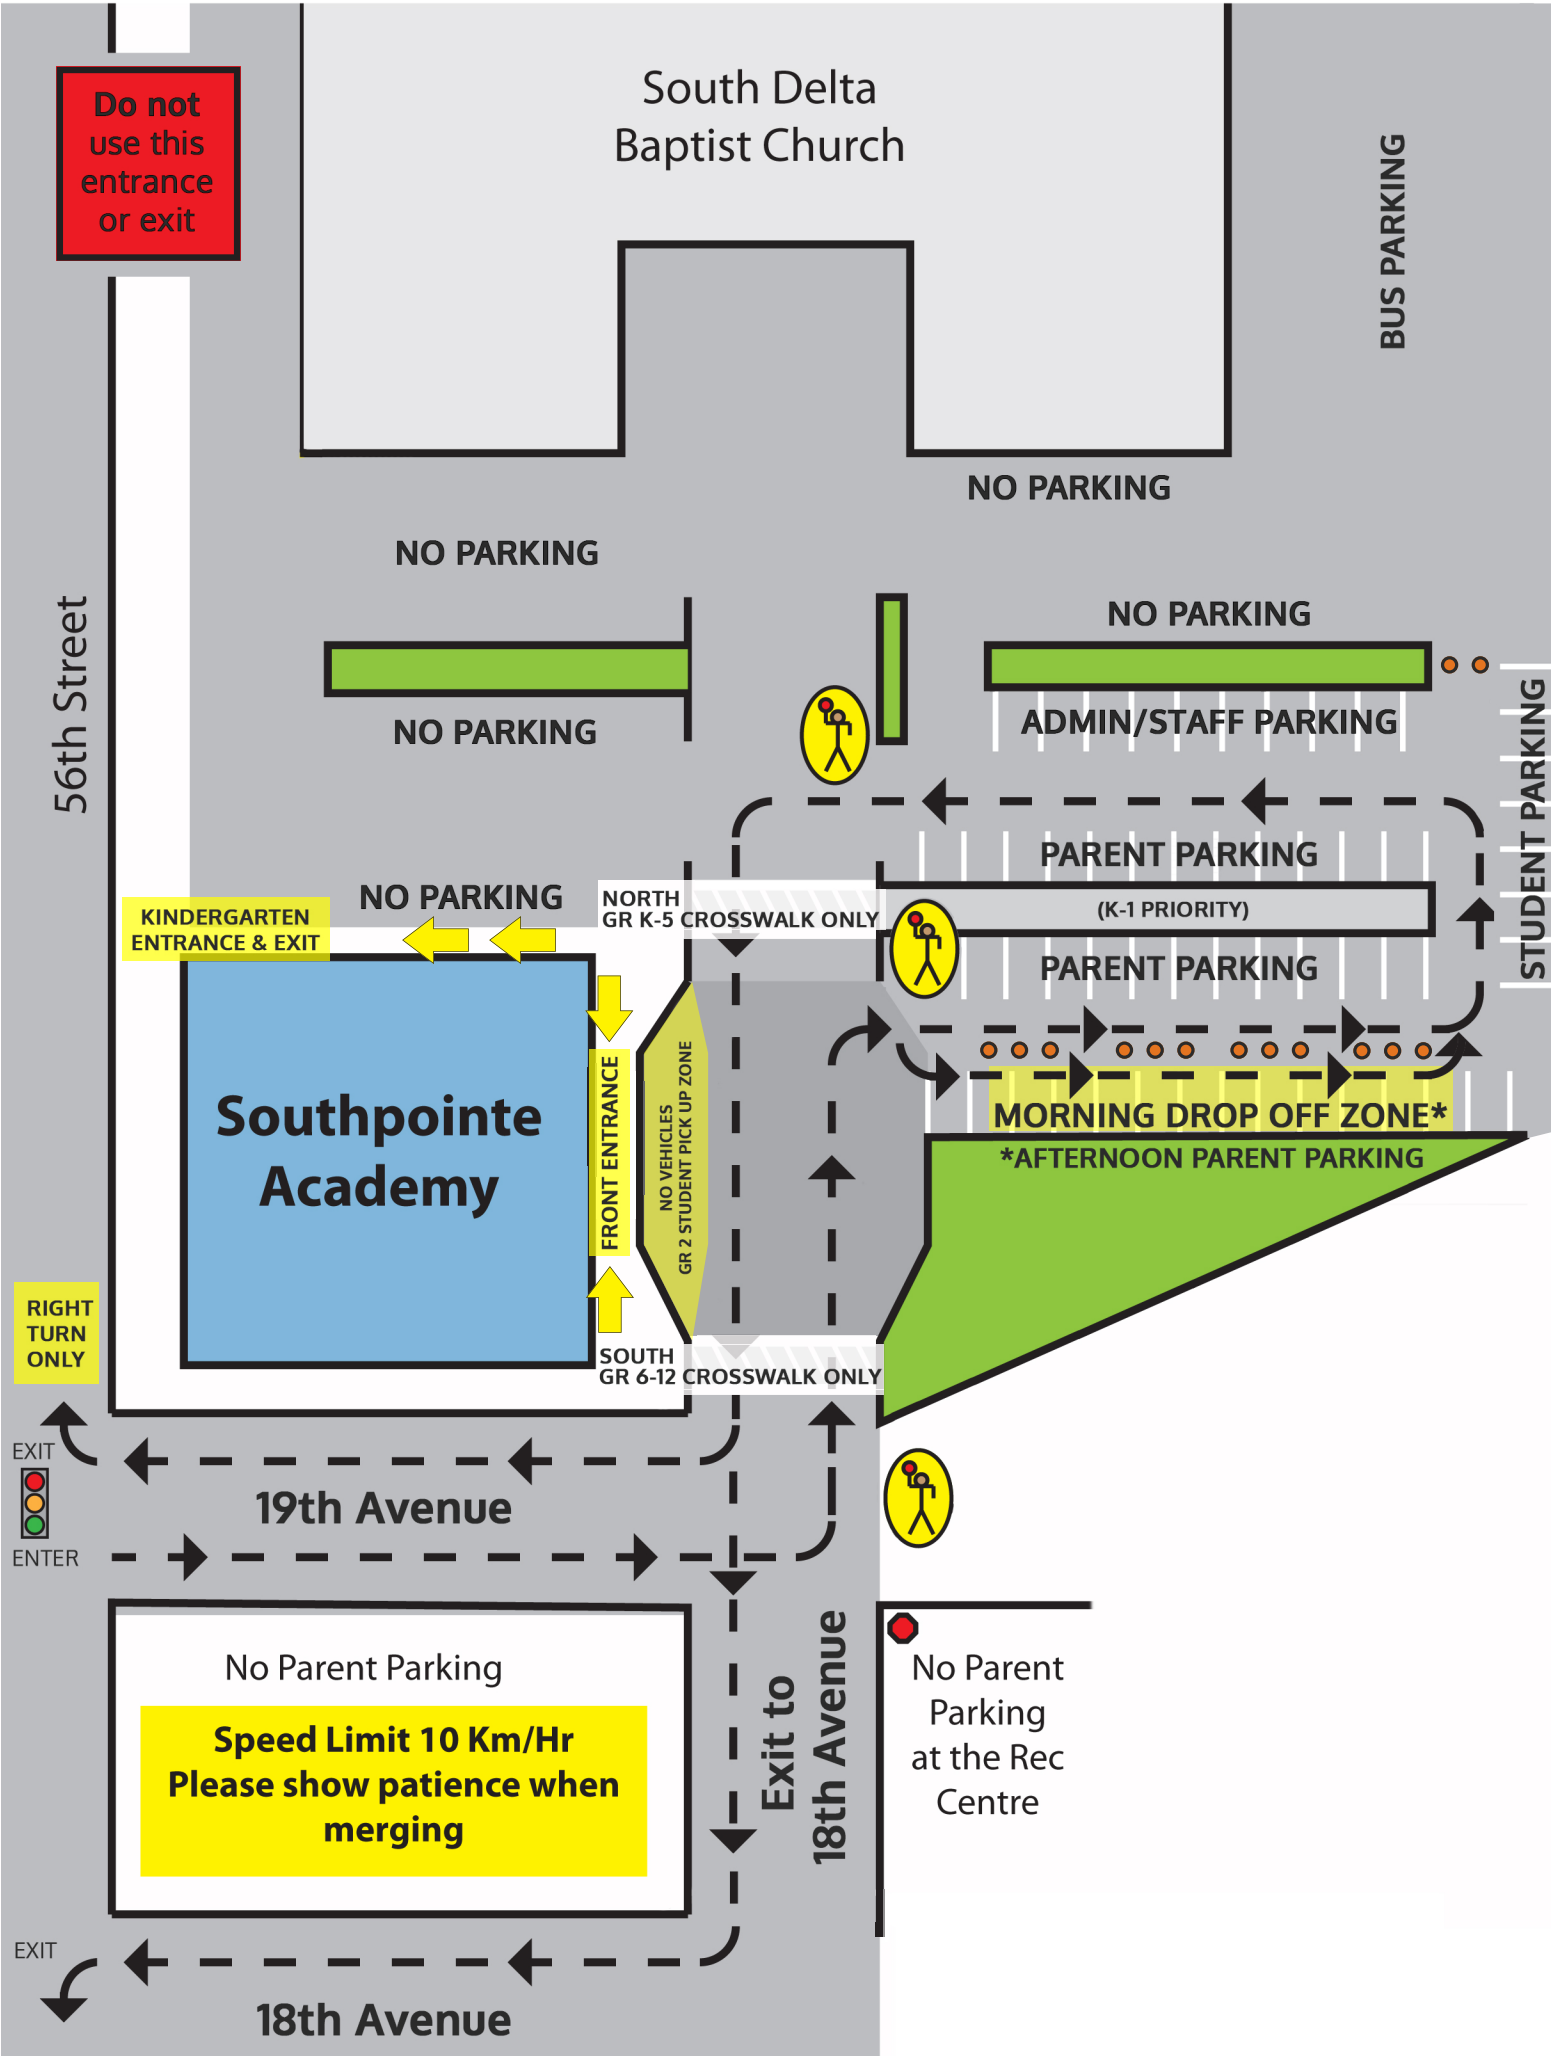 Do not
use this
entrance
or exit
South Delta
Baptist Church
BUS PARKING
NO PARKING
NO PARKING
56th Street
NO PARKING
NO PARKING
ADMIN/STAFF PARKING
STUDENT PARKING
PARENT PARKING
NO PARKING
NORTH
GR K-5 CROSSWALK ONLY
(K-1 PRIORITY)
KINDERGARTEN
ENTRANCE & EXIT
PARENT PARKING
FRONT ENTRANCE
NO VEHICLES
GR 2 STUDENT PICK UP ZONE
Southpointe
Academy
MORNING DROP OFF ZONE*
*AFTERNOON PARENT PARKING
RIGHT
TURN
ONLY
SOUTH
GR 6-12 CROSSWALK ONLY
EXIT
19th Avenue
ENTER
No Parent Parking
Speed Limit 10 Km/Hr
Please show patience when
merging
Exit to
18th Avenue
No Parent
Parking
at the Rec
Centre
EXIT
18th Avenue